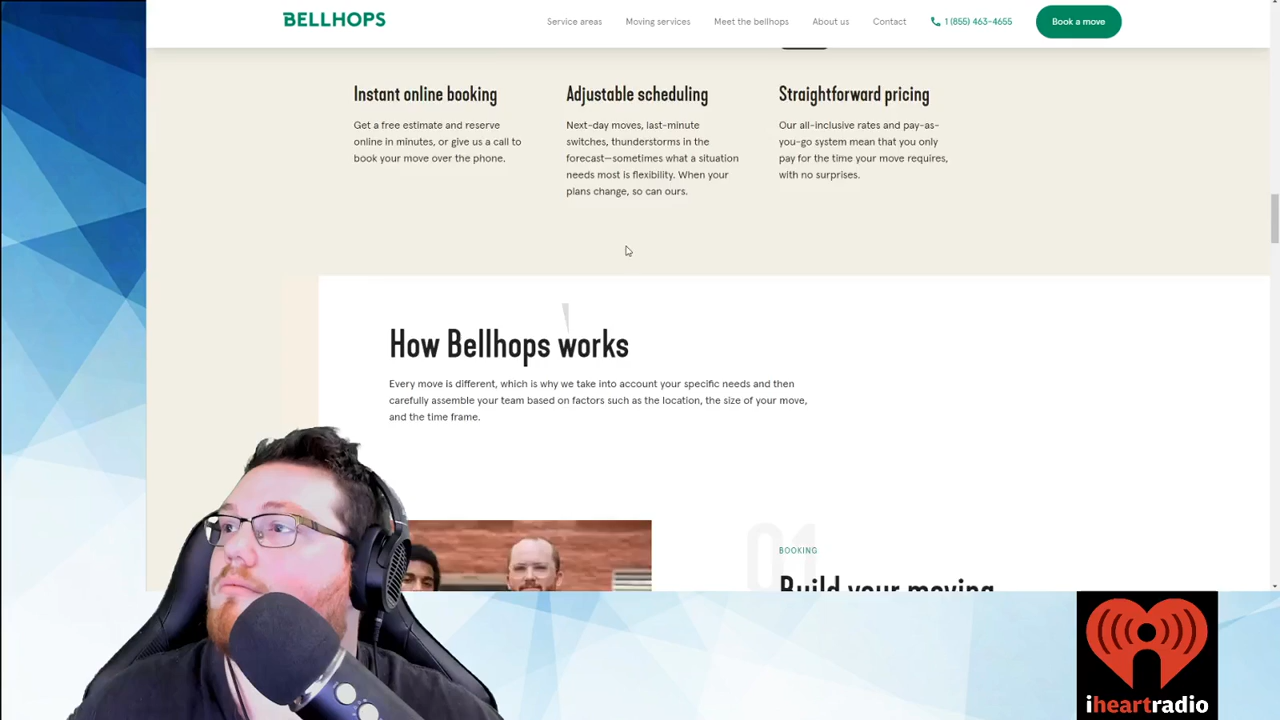 BELLHOPS
Service areas
Moving services
Meet the bellhops
About us
Contact
1 (855) 463-4655
Book a move
Instant online booking
Get a free estimate and reserve
online in minutes, or give us a call to
book your move over the phone.
Adjustable scheduling
Next-day moves, last-minute
switches, thunderstorms in the
forecast—sometimes what a situation
needs most is flexibility. When your
plans change, so can ours.
Straightforward pricing
Our all-inclusive rates and pay-as-
you-go system mean that you only
pay for the time your move requires,
with no surprises.
How Bellhops works
Every move is different, which is why we take into account your specific needs and then
carefully assemble your team based on factors such as the location, the size of your move,
and the time frame.
01
BOOKING
Build your moving
iheartradio